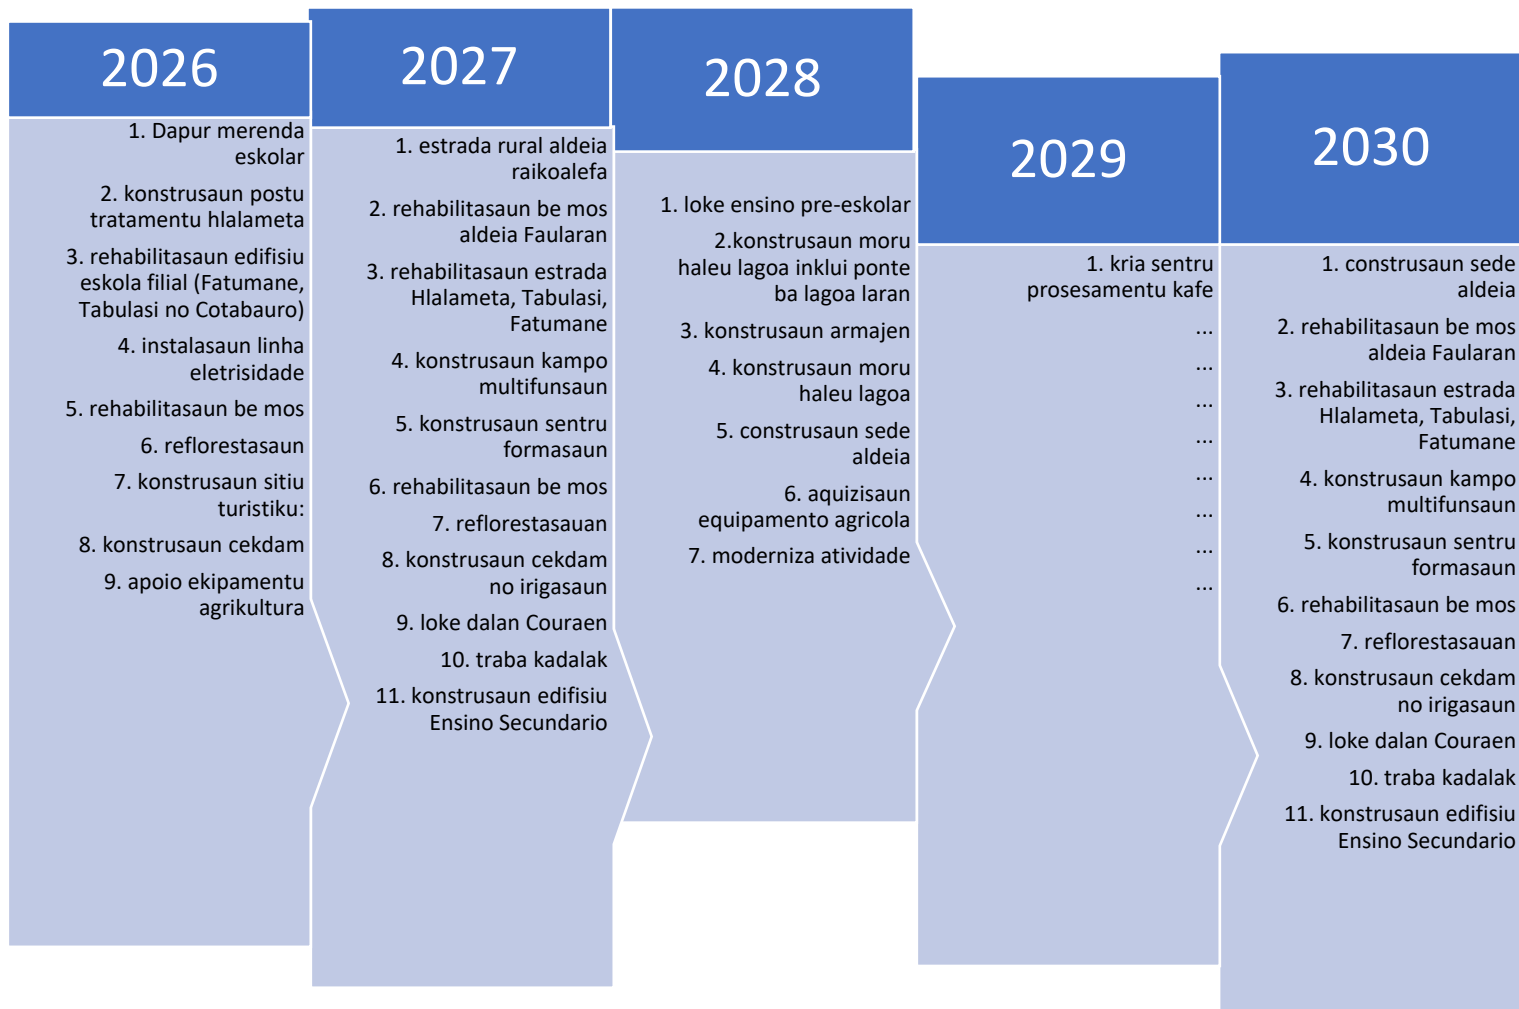 2026
1. Dapur merenda
eskolar
2. konstrusaun postu
tratamentu hlalameta
3. rehabilitasaun edifisiu
eskola filial (Fatumane,
Tabulasi no Cotabauro)
4. instalasaun linha
eletrisidade
5. rehabilitasaun be mos
6. reflorestasaun
7. konstrusaun sitiu
turistiku:
8. konstrusaun cekdam
9. apoio ekipamentu
agrikultura
2027
1. estrada rural aldeia
raikoalefa
2. rehabilitasaun be mos
aldeia Faularan
3. rehabilitasaun estrada
Hlalameta, Tabulasi,
Fatumane
4. konstrusaun kampo
multifunsaun
5. konstrusaun sentru
formasaun
6. rehabilitasaun be mos
7. reflorestasauan
8. konstrusaun cekdam
no irigasaun
9. loke dalan Couraen
10. traba kadalak
11. konstrusaun edifisiu
Ensino Secundario
2028
1. loke ensino pre-eskolar
2.konstrusaun moru
haleu lagoa inklui ponte
ba lagoa laran
3. konstrusaun armajen
4. konstrusaun moru
haleu lagoa
5. construsaun sede
aldeia
6. aquizisaun
equipamento agricola
7. moderniza atividade
2029
1. kria sentru
prosesamentu kafe
...
...
...
...
...
...
...
...
2030
1. construsaun sede
aldeia
2. rehabilitasaun be mos
aldeia Faularan
3. rehabilitasaun estrada
Hlalameta, Tabulasi,
Fatumane
4. konstrusaun kampo
multifunsaun
5. konstrusaun sentru
formasaun
6. rehabilitasaun be mos
7. reflorestasauan
8. konstrusaun cekdam
no irigasaun
9. loke dalan Couraen
10. traba kadalak
11. konstrusaun edifisiu
Ensino Secundario